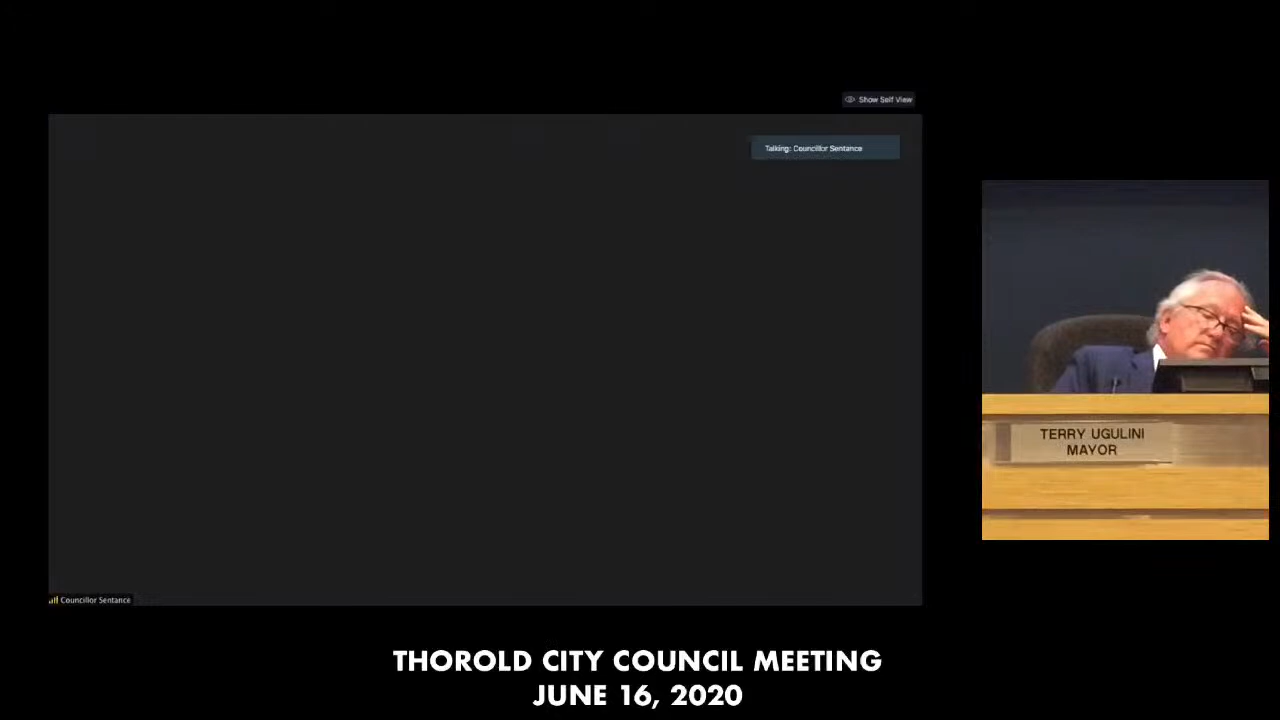 Show Self View
Talking: Councillor Sentance
TERRY UGULINI
MAYOR
Councillor Sentance
THOROLD CITY COUNCIL MEETING
JUNE 16, 2020